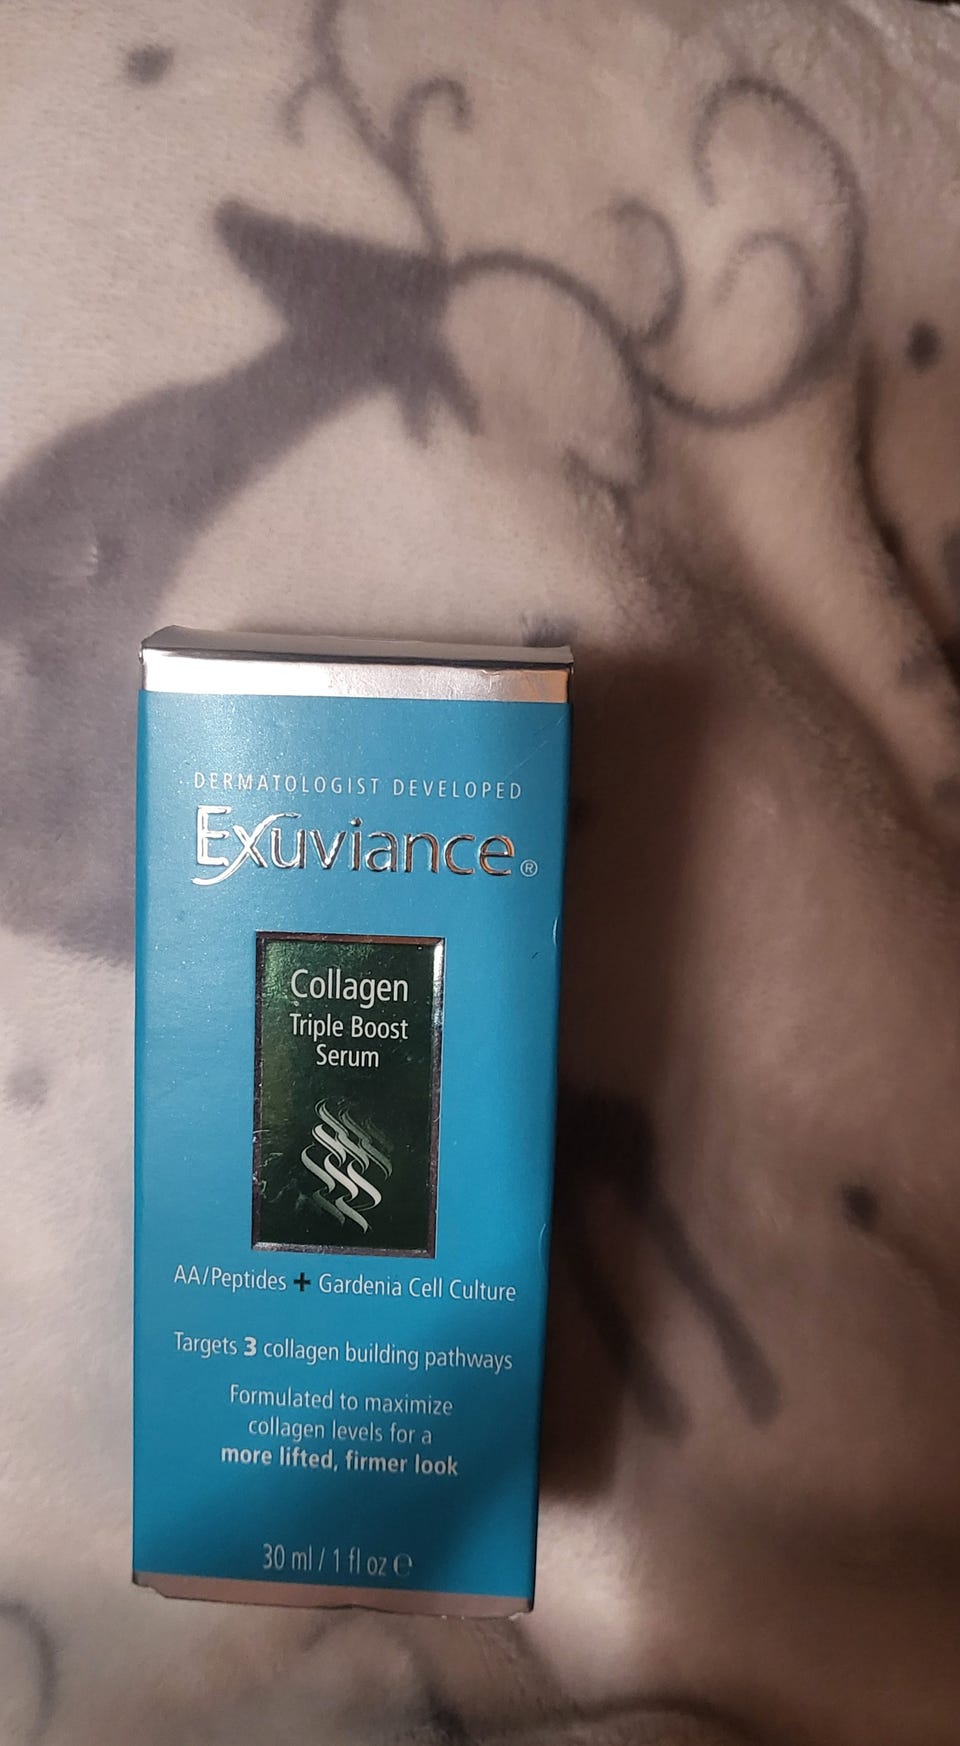 DERMATOLOGIST DEVELOPED
Exuviance®
Collagen
Triple Boost
Serum
AA/Peptides + Gardenia Cell Culture
Targets 3 collagen building pathways
Formulated to maximize
collagen levels for a
more lifted, firmer look
30 ml / 1 fl oz ℮